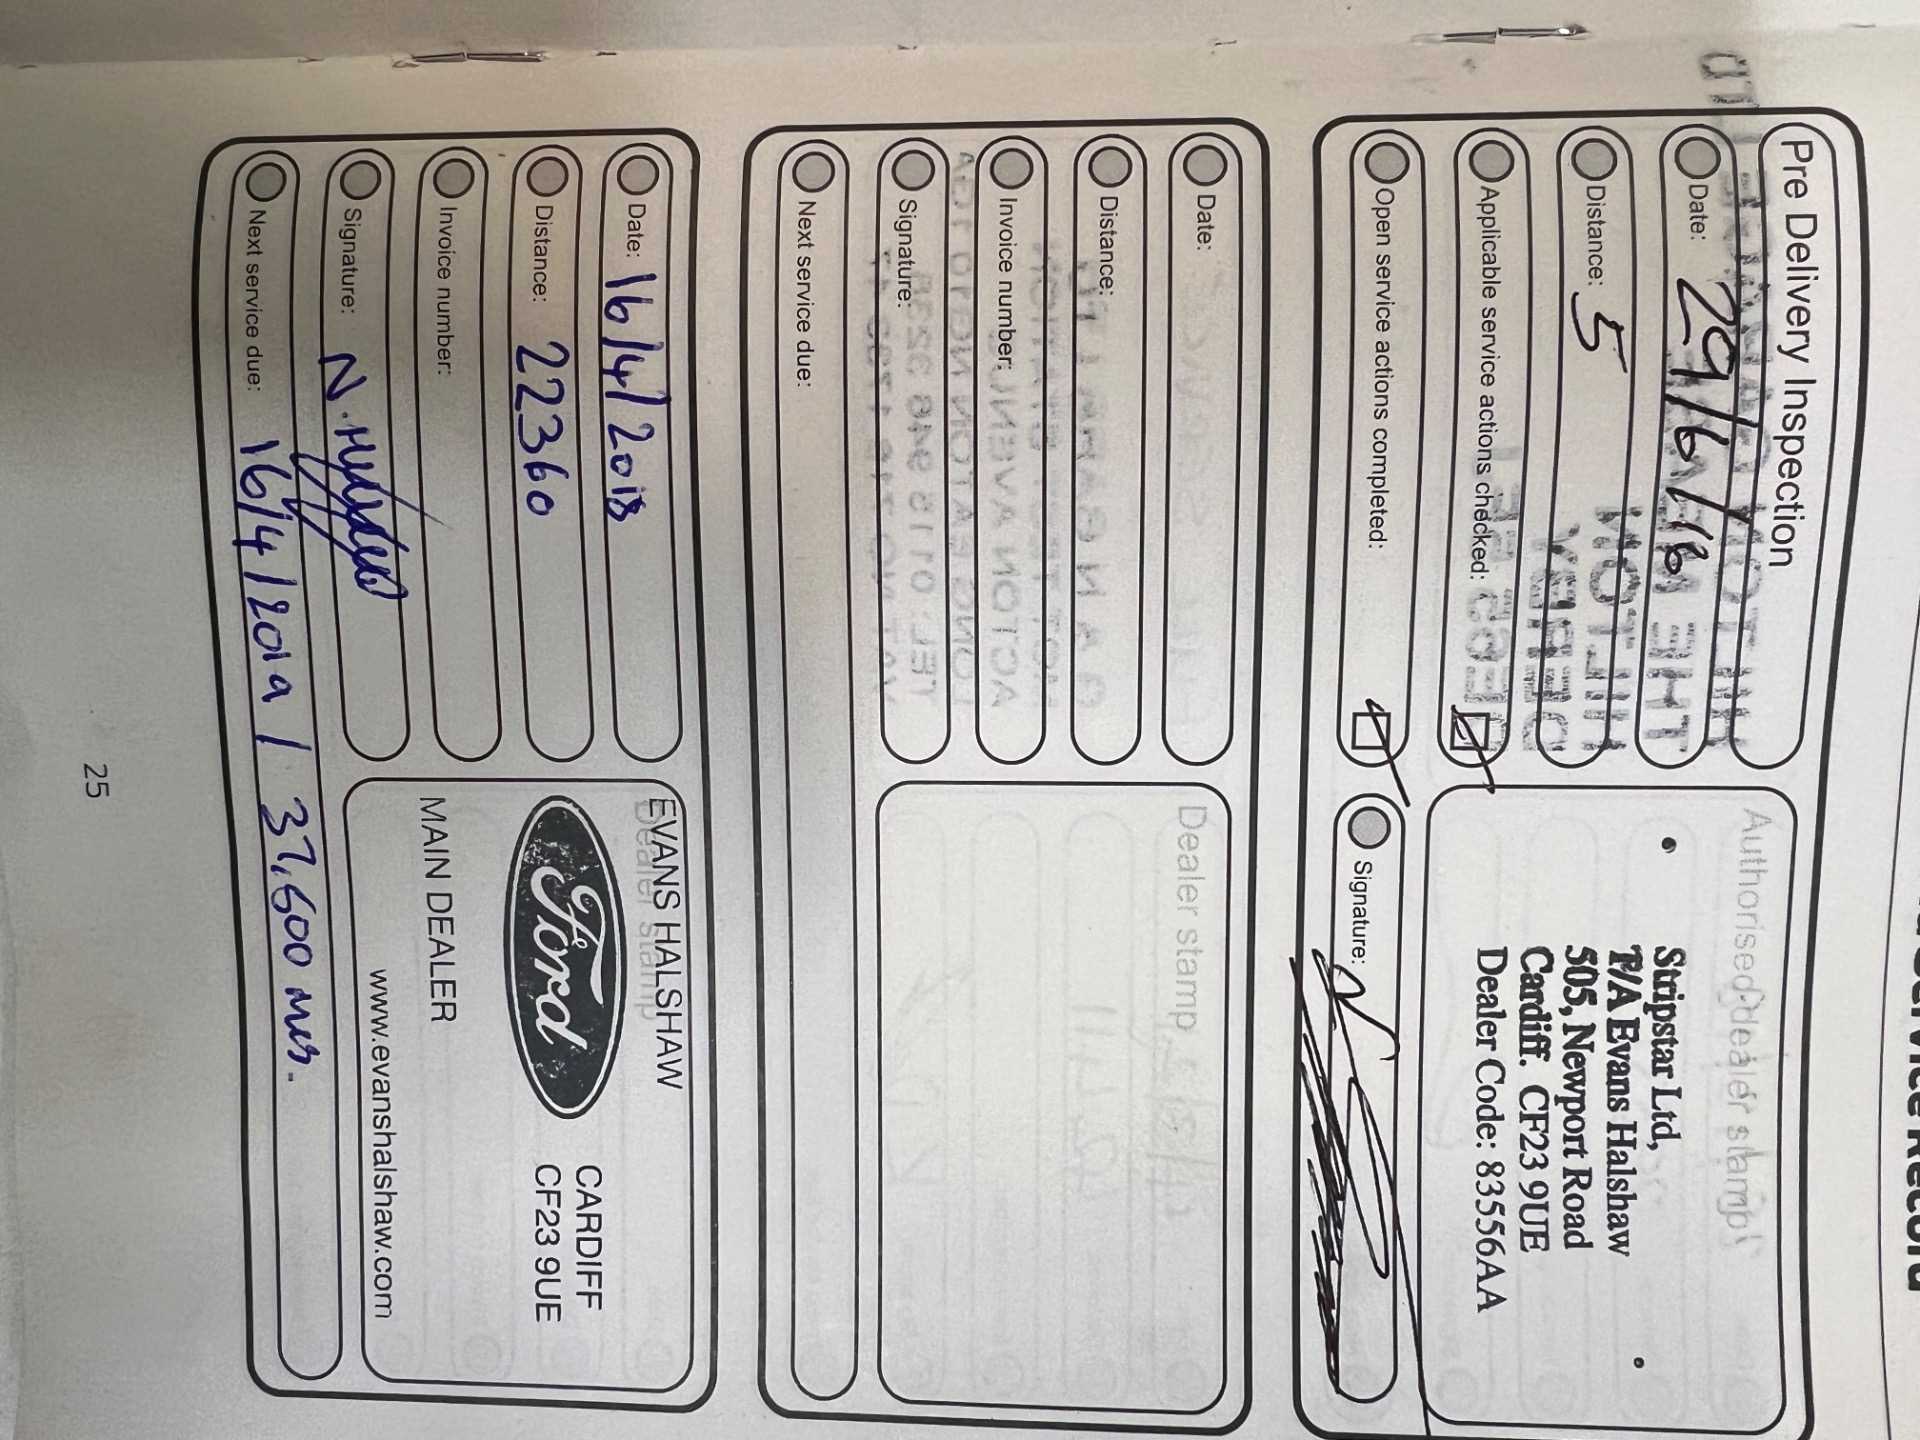 Service Record
Pre Delivery Inspection
Date: 29/6/16
Distance: 5
Applicable service actions checked:
Open service actions completed:
Authorised dealer stamp
Stripstar Ltd,
T/A Evans Halshaw
505, Newport Road
Cardiff. CF23 9UE
Dealer Code: 83556AA
Signature:
Date:
Distance:
Invoice number:
Signature:
Next service due:
Dealer stamp
Date: 16/4/2018
Distance: 22360
Invoice number:
Signature: N.
Next service due: 16/4/2019 / 37,600
Dealer stamp
EVANS HALSHAW
Ford
CARDIFF
CF23 9UE
MAIN DEALER
www.evanshalshaw.com
25